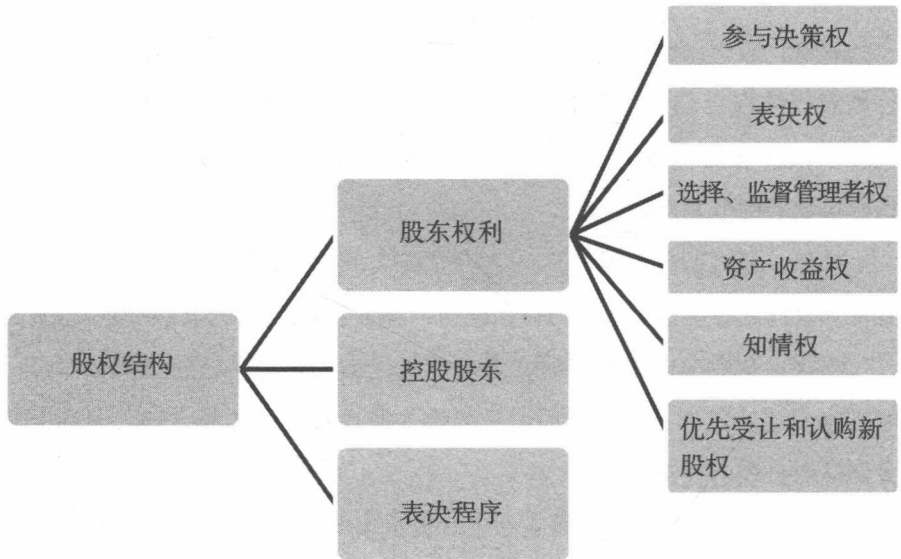 参与决策权
表决权
选择、监督管理者权
股东权利
资产收益权
股权结构
控股股东
知情权
优先受让和认购新
股权
表决程序